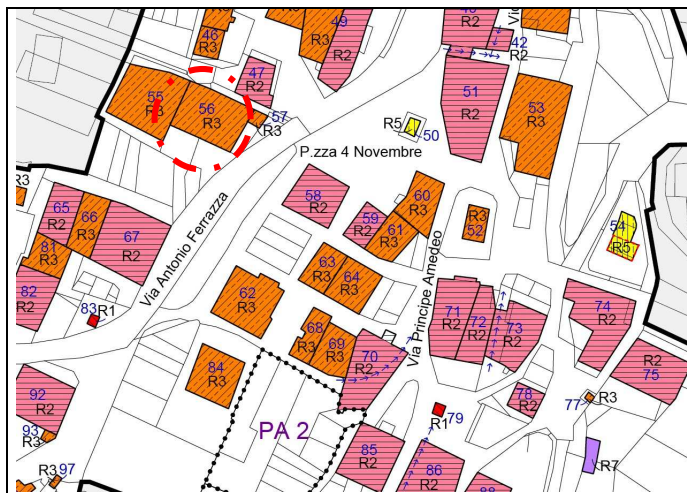 46
R3
R3
49
R2
R2
42
R2
47
R2
51
R2
53
R3
55
R3
56
R3
57
R3
R5
50
P.zza 4 Novembre
R3
65
R2
66
R3
67
R2
58
R2
59
R2
60
R3
61
R3
R3
52
54
R5
81
R3
82
R2
83
R1
Via Antonio Ferrazza
63
R3
64
R3
62
R3
Via Principe Amedeo
71
R2
72
R2
73
R2
74
R2
68
R3
69
R3
70
R2
R2
75
84
R3
92
R2
93
R3
R3
97
PA 2
R1
79
78
R2
77
R3
85
R2
86
R2
88
R7